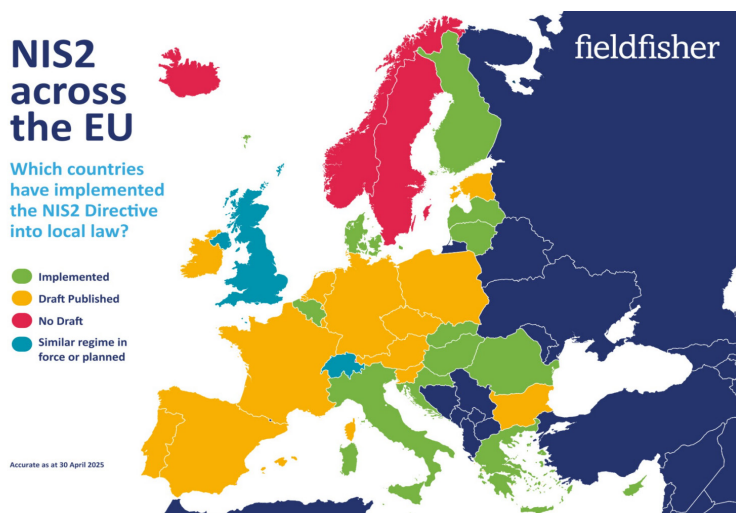 NIS2
across
the EU
fieldfisher
Which countries
have implemented
the NIS2 Directive
into local law?
Implemented
Draft Published
No Draft
Similar regime in
force or planned
Accurate as at 30 April 2025